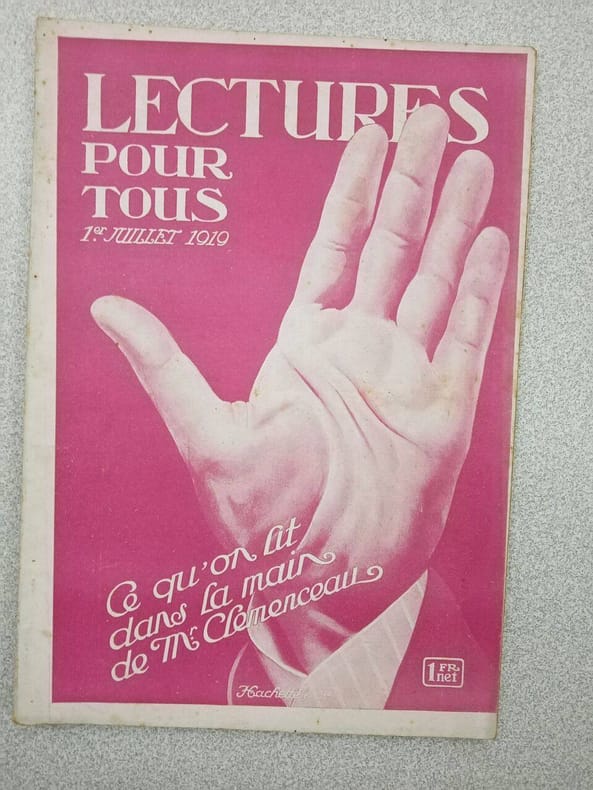 LECTURES
POUR
TOUS
1er JUILLET 1919
Ce qu'on lit
dans la main
de Mr Clemenceau
1 FR
net
Hachette